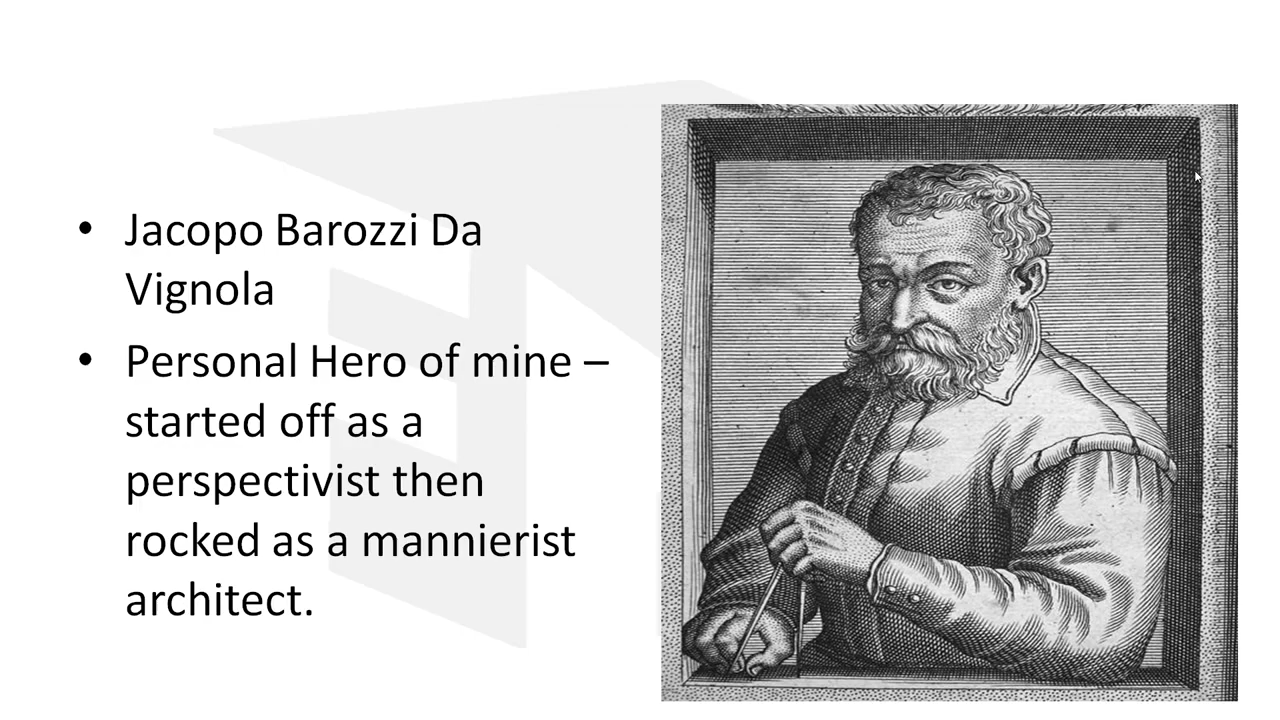 • Jacopo Barozzi Da
Vignola
• Personal Hero of mine –
started off as a
perspectivist then
rocked as a mannierist
architect.